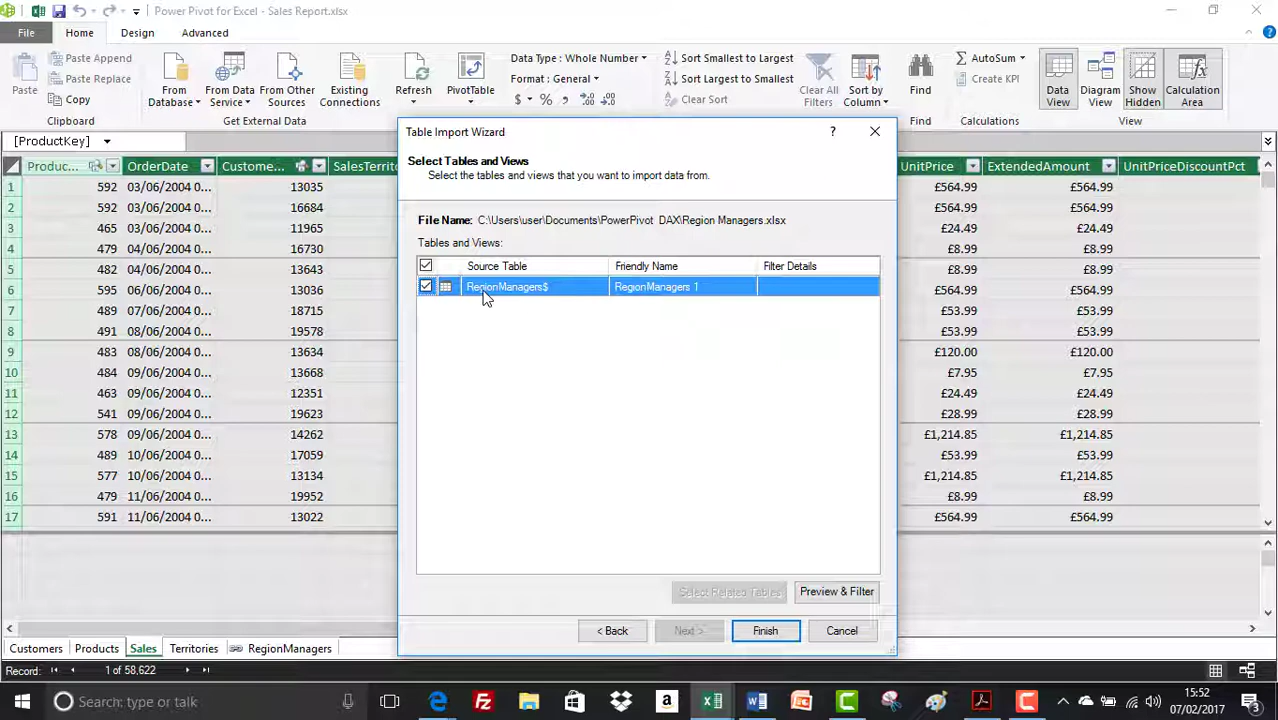 Power Pivot for Excel - Sales Report.xlsx
File Home Design Advanced
Paste
Paste Append
Paste Replace
Copy
Clipboard
From Database
From Data Service
From Other Sources
Existing Connections
Get External Data
Refresh
PivotTable
Data Type : Whole Number
Format : General
$ % ,
Formatting
Sort Smallest to Largest
Sort Largest to Smallest
Clear Sort
Clear All Filters
Sort by Column
Find
Find
AutoSum
Create KPI
Calculations
Data View
Diagram View
Show Hidden
Calculation Area
View
[ProductKey]
Produc... OrderDate Custome... SalesTerrito UnitPrice ExtendedAmount UnitPriceDiscountPct
1 592 03/06/2004 0... 13035 £564.99 £564.99
2 592 03/06/2004 0... 16684 £564.99 £564.99
3 465 03/06/2004 0... 11965 £24.49 £24.49
4 479 04/06/2004 0... 16730 £8.99 £8.99
5 482 04/06/2004 0... 13643 £8.99 £8.99
6 565 04/06/2004 0... 13036 £564.99 £564.99
7 489 07/06/2004 0... 18715 £53.99 £53.99
8 491 08/06/2004 0... 19578 £53.99 £53.99
9 483 08/06/2004 0... 13634 £120.00 £120.00
10 484 09/06/2004 0... 13668 £7.95 £7.95
11 463 09/06/2004 0... 12351 £24.49 £24.49
12 541 09/06/2004 0... 19623 £28.99 £28.99
13 578 09/06/2004 0... 14262 £1,214.85 £1,214.85
14 489 10/06/2004 0... 17059 £53.99 £53.99
15 577 10/06/2004 0... 13134 £1,214.85 £1,214.85
16 479 11/06/2004 0... 19952 £8.99 £8.99
17 591 11/06/2004 0... 13022 £564.99 £564.99
Table Import Wizard ? 
Select Tables and Views
Select the tables and views that you want to import data from.
File Name: C:\Users\user\Documents\PowerPivot DAX\Region Managers.xlsx
Tables and Views:
Source Table Friendly Name Filter Details
RegionManagers$ RegionManagers 1
Select Related Tables Preview & Filter
< Back Next > Finish Cancel
Customers Products Sales Territories RegionManagers
Record: 1 of 58,622
Search: type or talk
15:52
07/02/2017
3